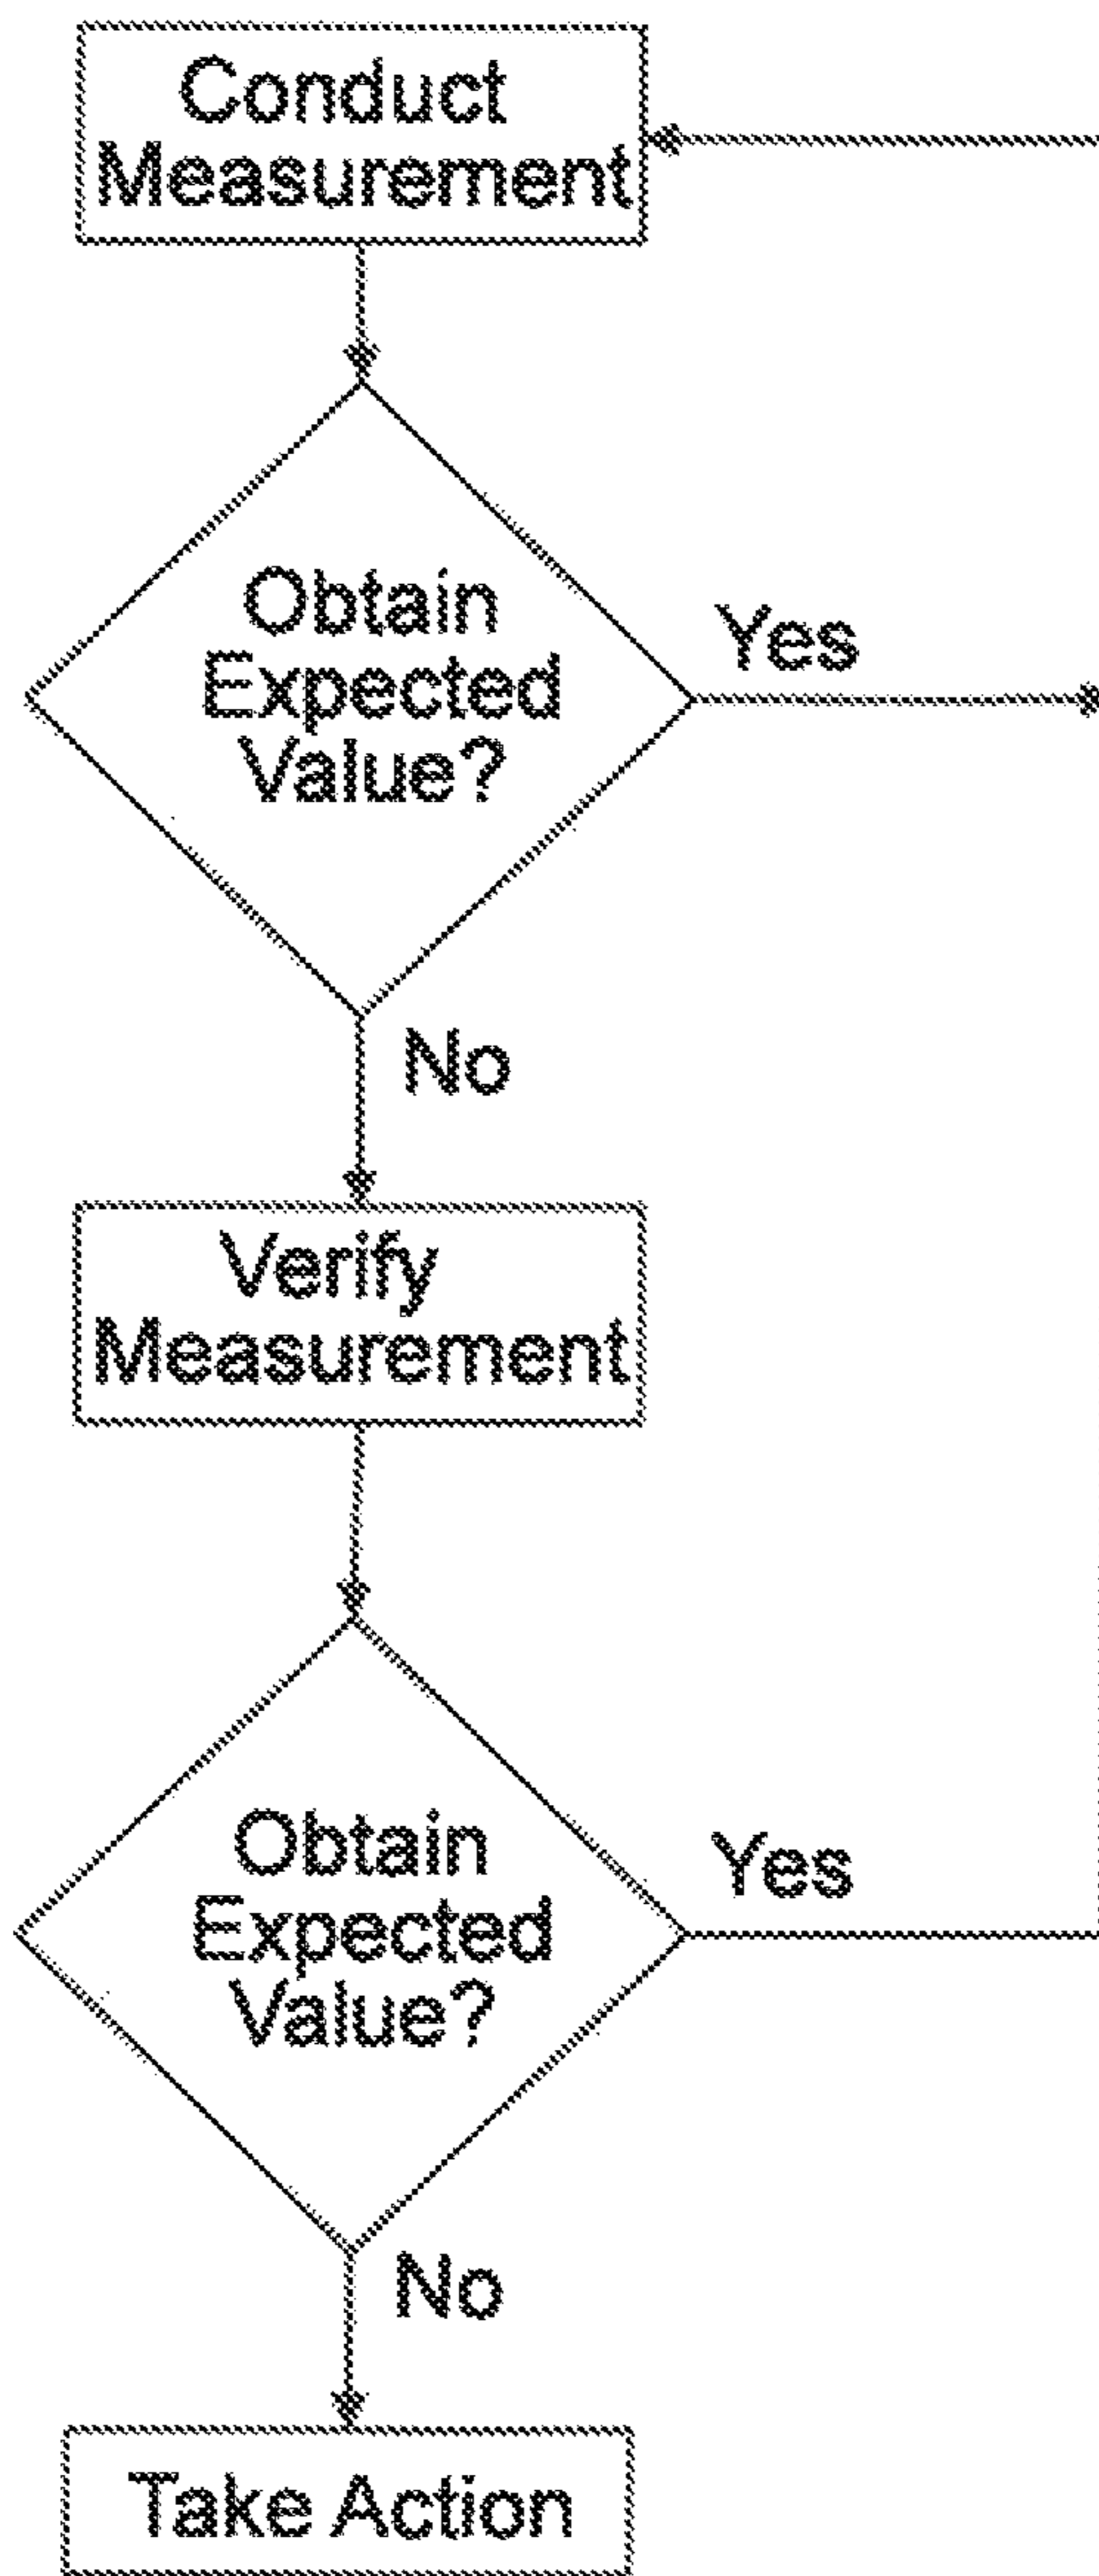 Conduct
Measurement
Obtain
Expected
Value?
Yes
No
Verify
Measurement
Obtain
Expected
Value?
Yes
No
Take Action